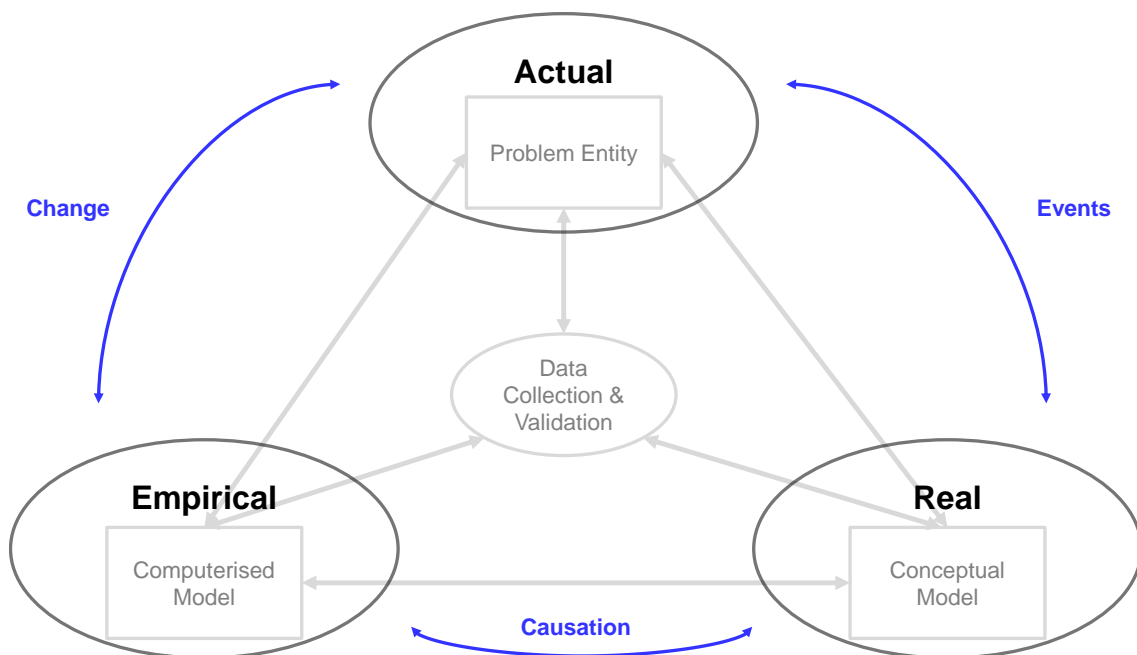 Actual
Problem Entity
Change
Events
Data
Collection &
Validation
Empirical
Real
Computerised
Model
Conceptual
Model
Causation